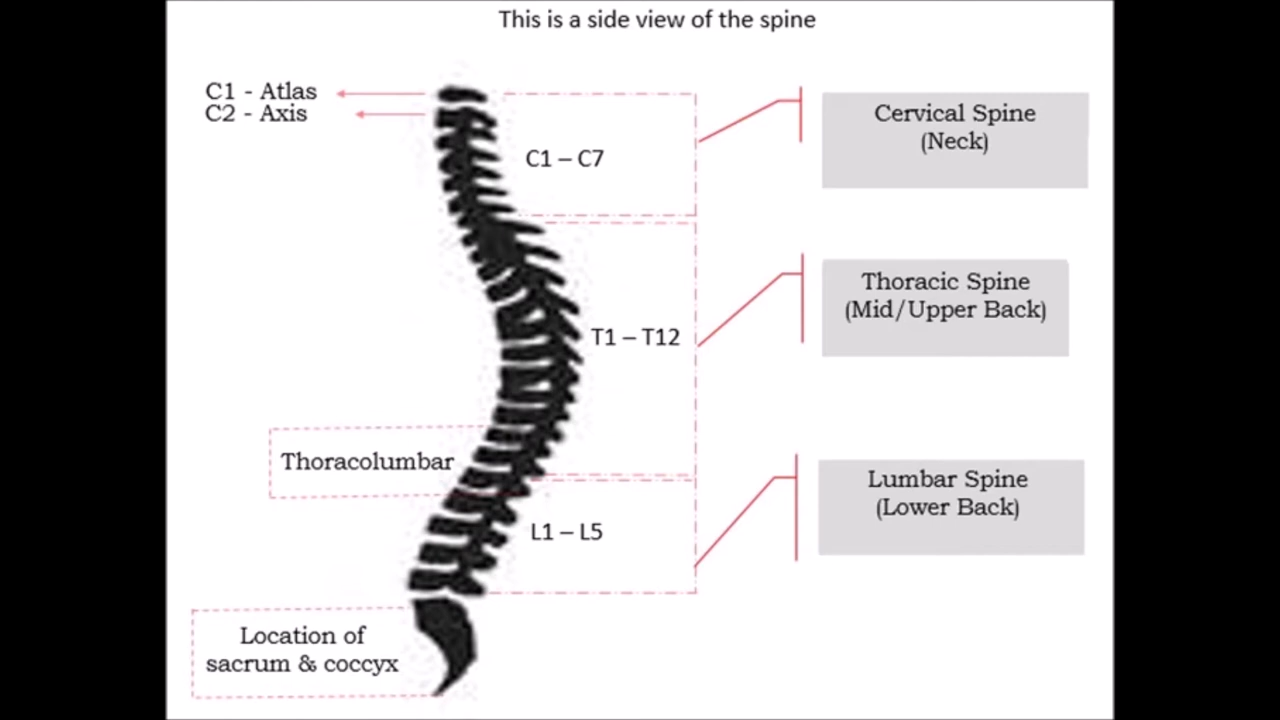 This is a side view of the spine
C1 - Atlas
C2 - Axis
C1 – C7
Cervical Spine
(Neck)
T1 – T12
Thoracic Spine
(Mid/Upper Back)
Thoracolumbar
L1 – L5
Lumbar Spine
(Lower Back)
Location of
sacrum & coccyx